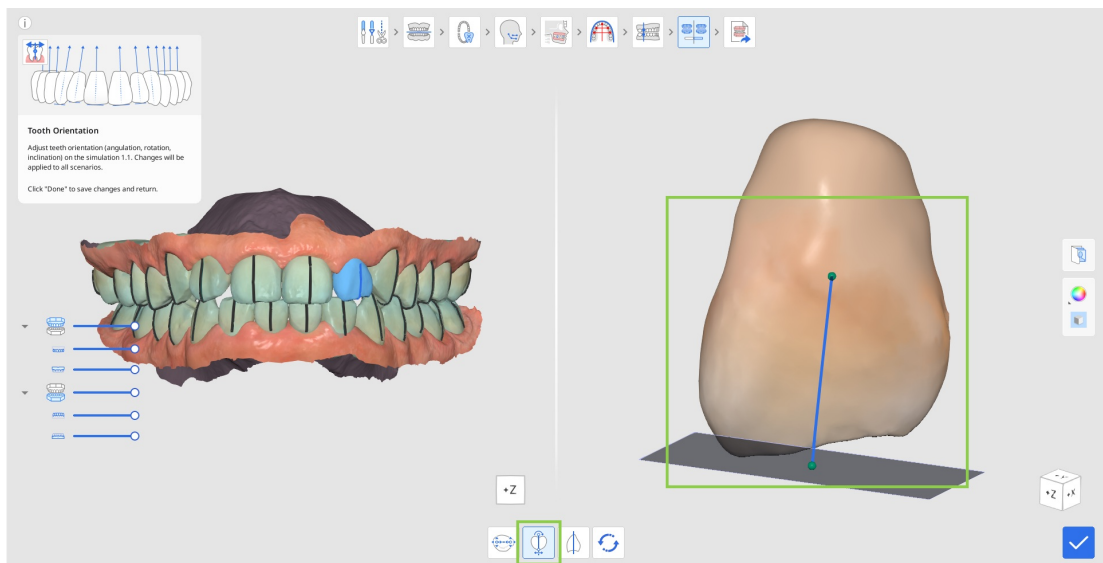 Tooth Orientation
Adjust teeth orientation (angulation, rotation,
inclination) on the simulation 1.1. Changes will be
applied to all scenarios.
Click "Done" to save changes and return.
+Z
+Z
+X